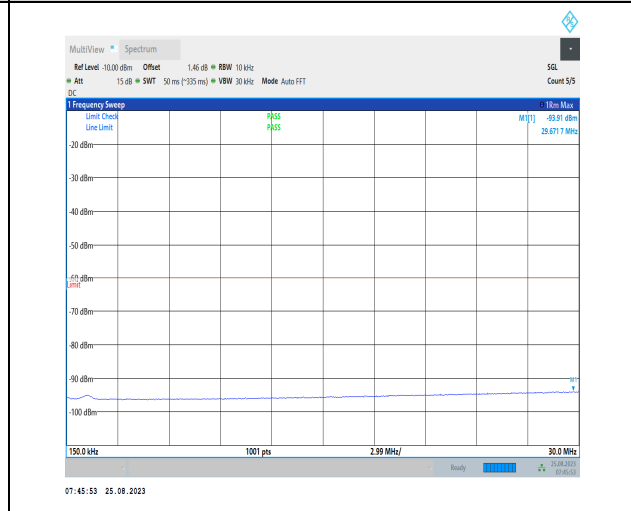 MultiView Spectrum
Ref Level -10.00 dBm Offset 1.46 dB RBW 10 kHz SGL
Att 15 dB SWT 50 ms (~335 ms) VBW 30 kHz Mode Auto FFT Count 5/5
DC
1 Frequency Sweep 1Rm Max
Limit Check PASS M1[1] -93.91 dBm
Line Limit PASS 29.671 7 MHz
-20 dBm
-30 dBm
-40 dBm
-50 dBm
-60 dBm
Limit
-70 dBm
-80 dBm
-90 dBm M1
-100 dBm
150.0 kHz 1001 pts 2.99 MHz/ 30.0 MHz
Ready 25.08.2023
07:45:53
07:45:53 25.08.2023